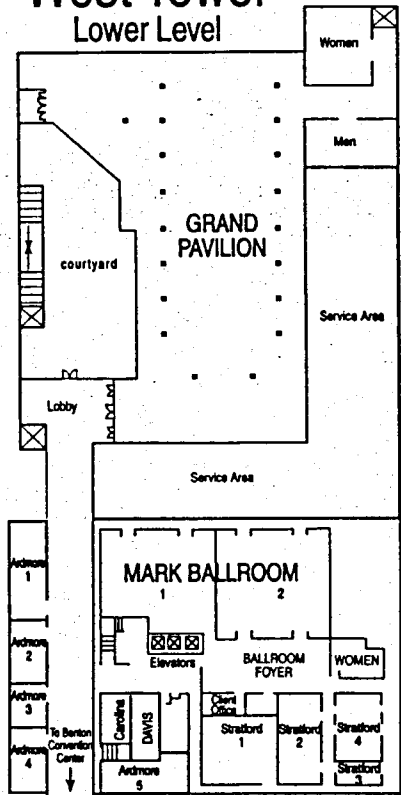 West Tower
Lower Level
Women
Men
GRAND
PAVILION
courtyard
Service Area
Lobby
Service Area
Ardmore
1
MARK BALLROOM
1
2
Ardmore
2
Elevators
BALLROOM
FOYER
WOMEN
Ardmore
3
Carolina
DAVIS
Client
Office
To Benton
Convention
Center
Stratford
1
Stratford
2
Stratford
4
Ardmore
4
Ardmore
5
Stratford
3